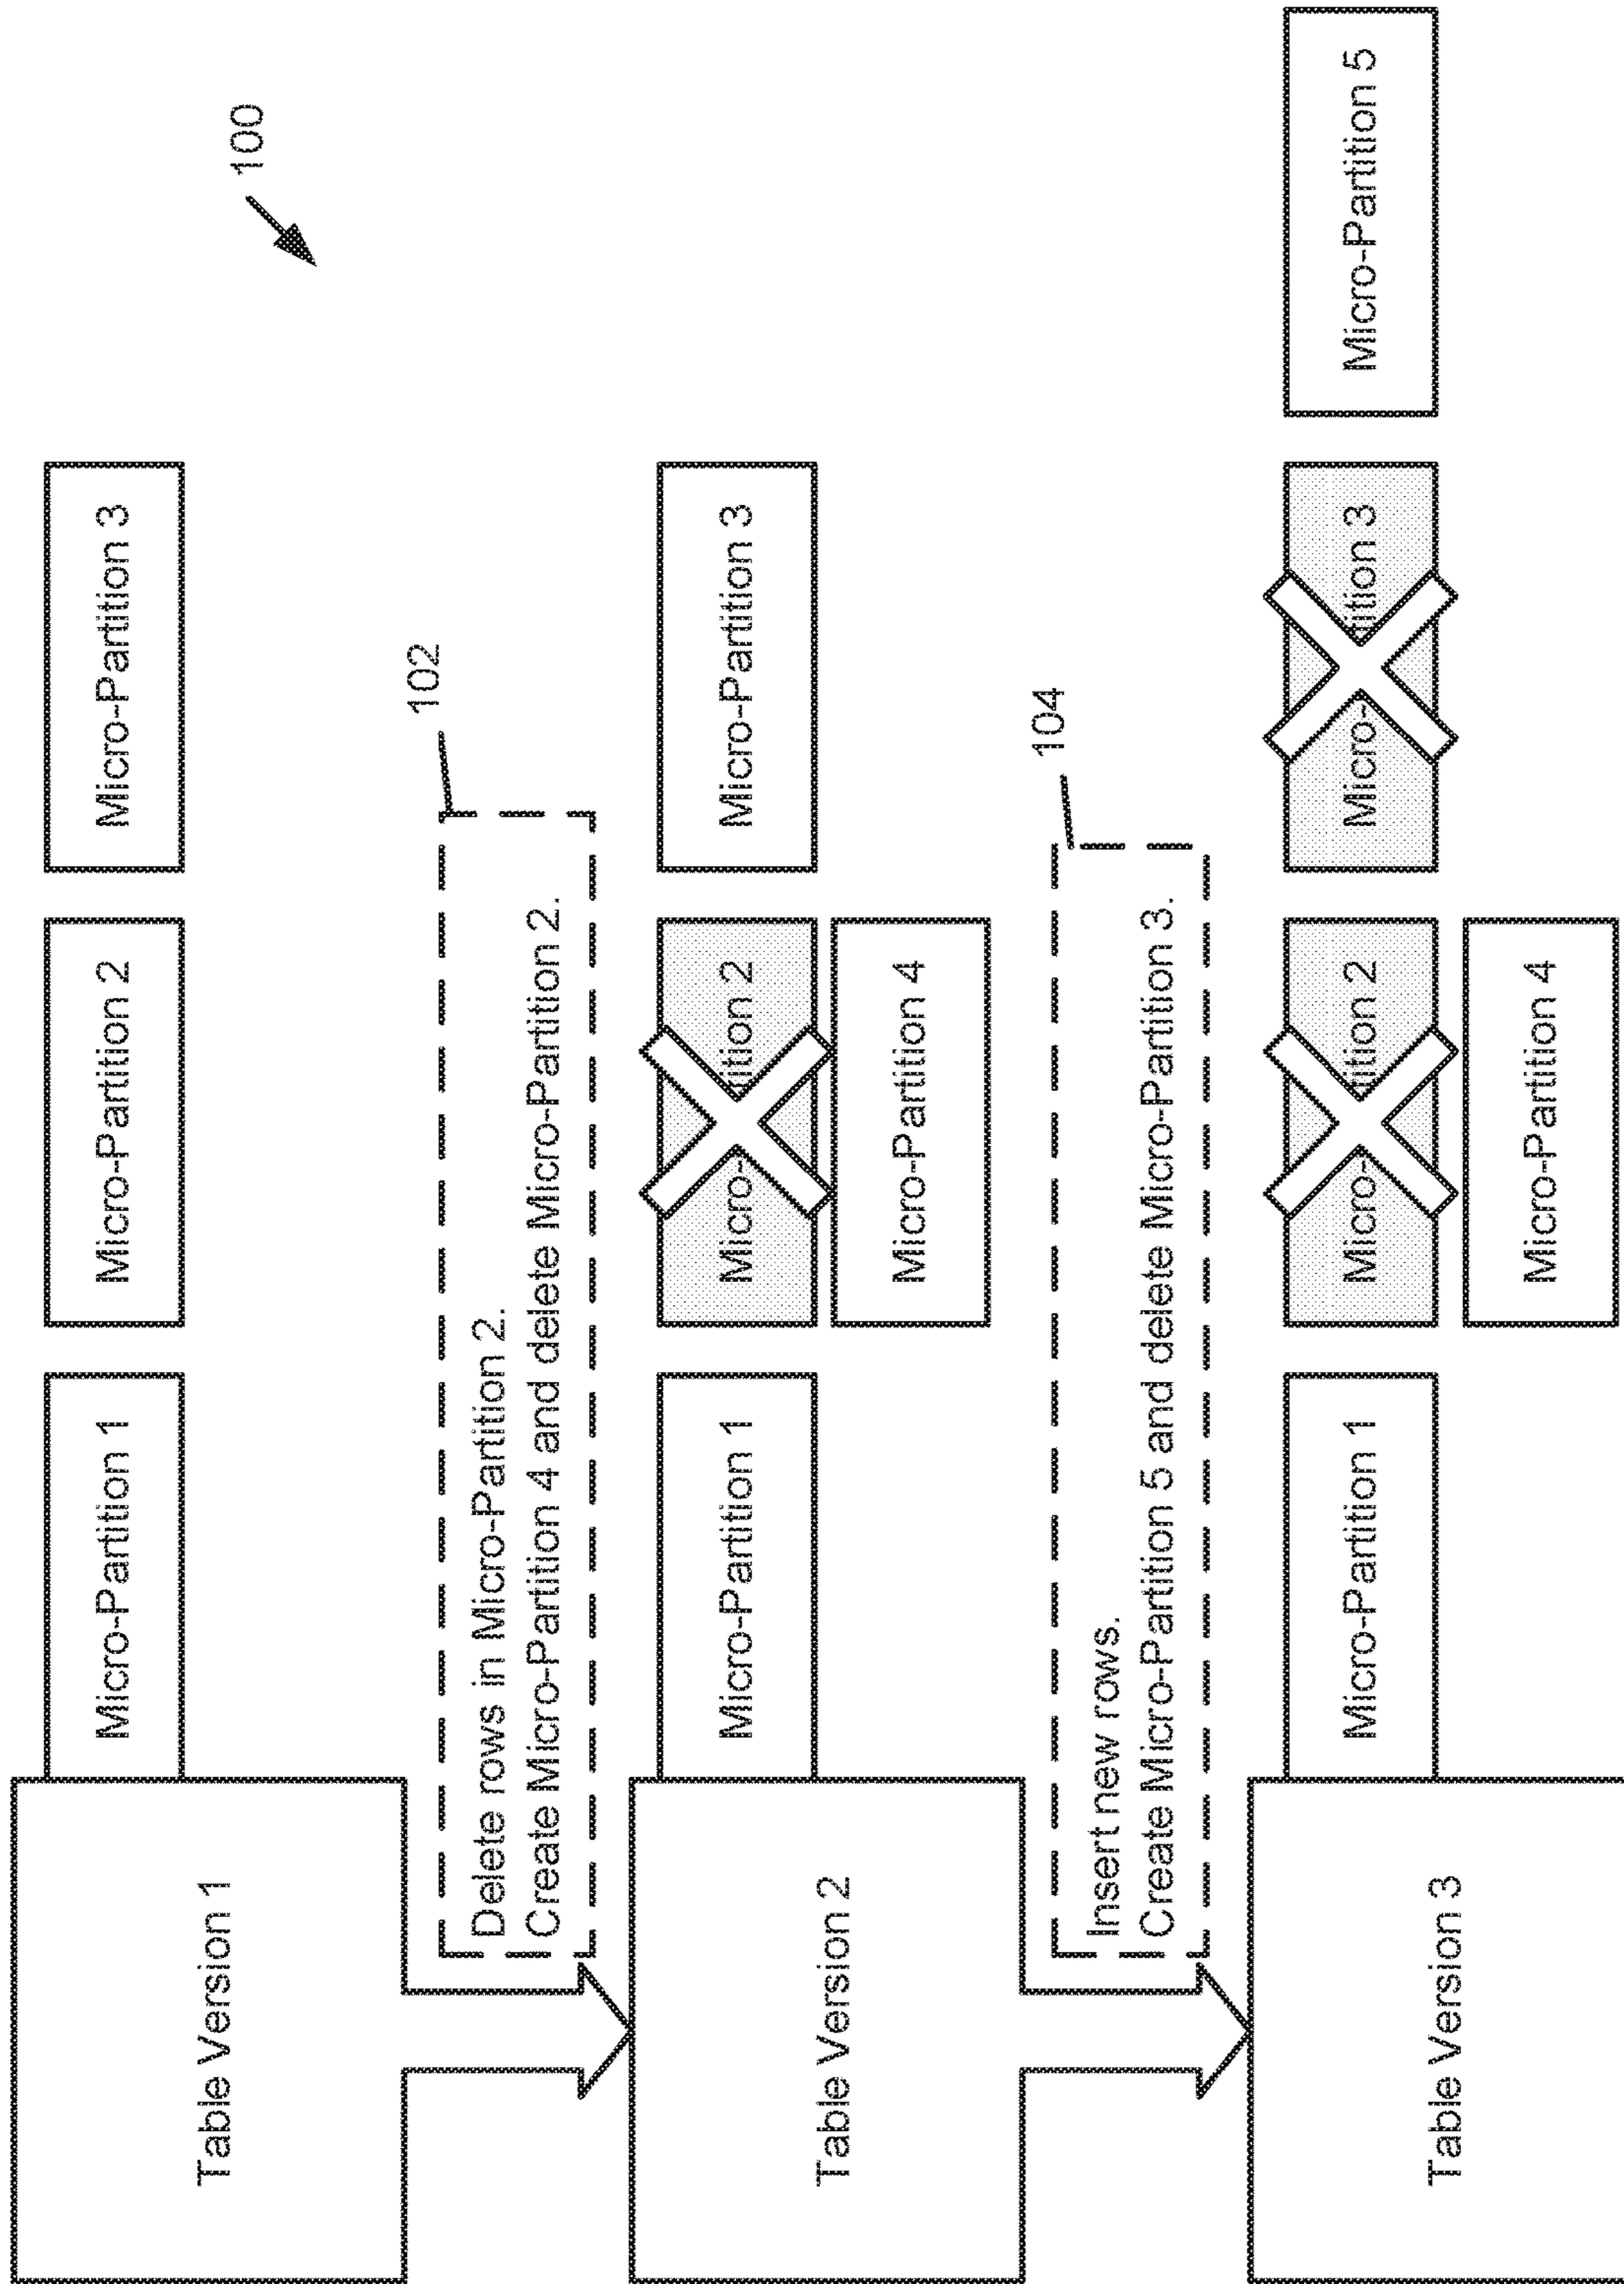 100
Table Version 1
Micro-Partition 1
Micro-Partition 2
Micro-Partition 3
102
Delete rows in Micro-Partition 2.
Create Micro-Partition 4 and delete Micro-Partition 2.
Table Version 2
Micro-Partition 1
Micro- tition 2
Micro-Partition 3
Micro-Partition 4
104
Insert new rows.
Create Micro-Partition 5 and delete Micro-Partition 3.
Table Version 3
Micro-Partition 1
Micro- tition 2
Micro- tition 3
Micro-Partition 5
Micro-Partition 4